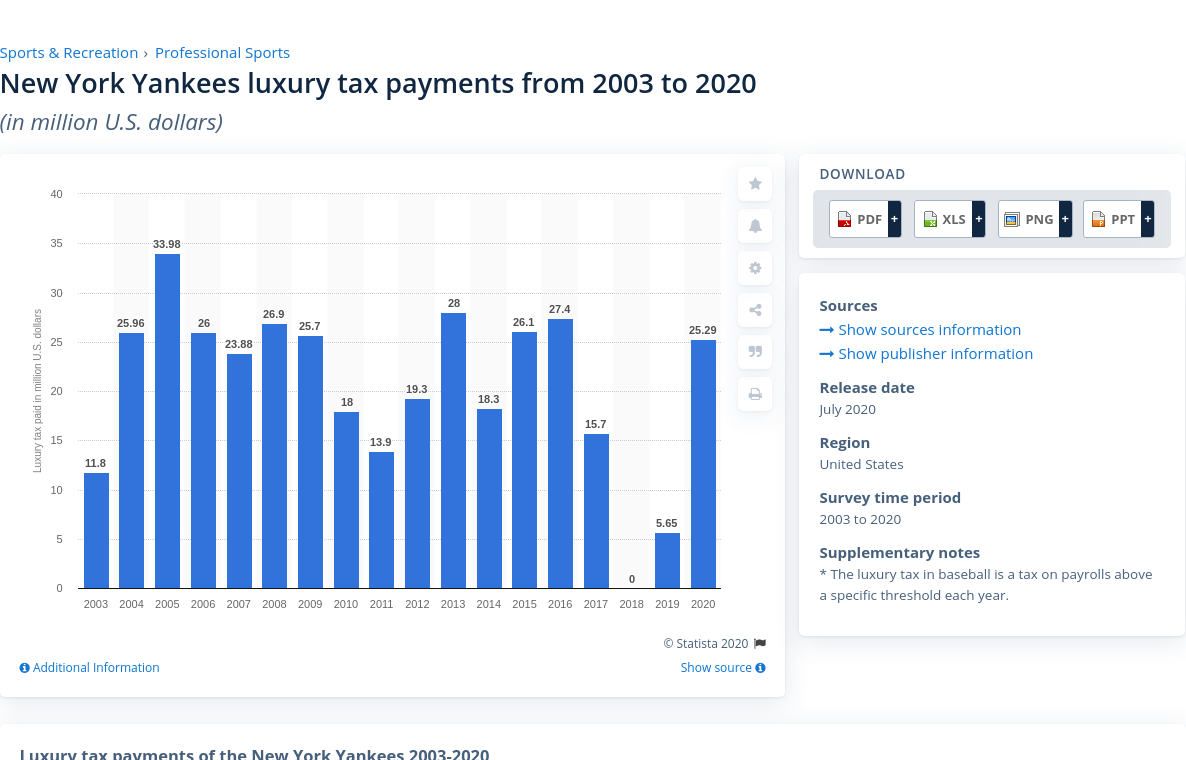 Sports & Recreation › Professional Sports
New York Yankees luxury tax payments from 2003 to 2020
(in million U.S. dollars)
40
35
30
25
20
15
10
5
0
Luxury tax paid in million U.S. dollars
11.8
25.96
33.98
26
23.88
26.9
25.7
18
13.9
19.3
28
18.3
26.1
27.4
15.7
0
5.65
25.29
2003 2004 2005 2006 2007 2008 2009 2010 2011 2012 2013 2014 2015 2016 2017 2018 2019 2020
© Statista 2020
Additional Information
Show source
DOWNLOAD
PDF + XLS + PNG + PPT +
Sources
Show sources information
Show publisher information
Release date
July 2020
Region
United States
Survey time period
2003 to 2020
Supplementary notes
* The luxury tax in baseball is a tax on payrolls above
a specific threshold each year.
Luxury tax payments of the New York Yankees 2003-2020